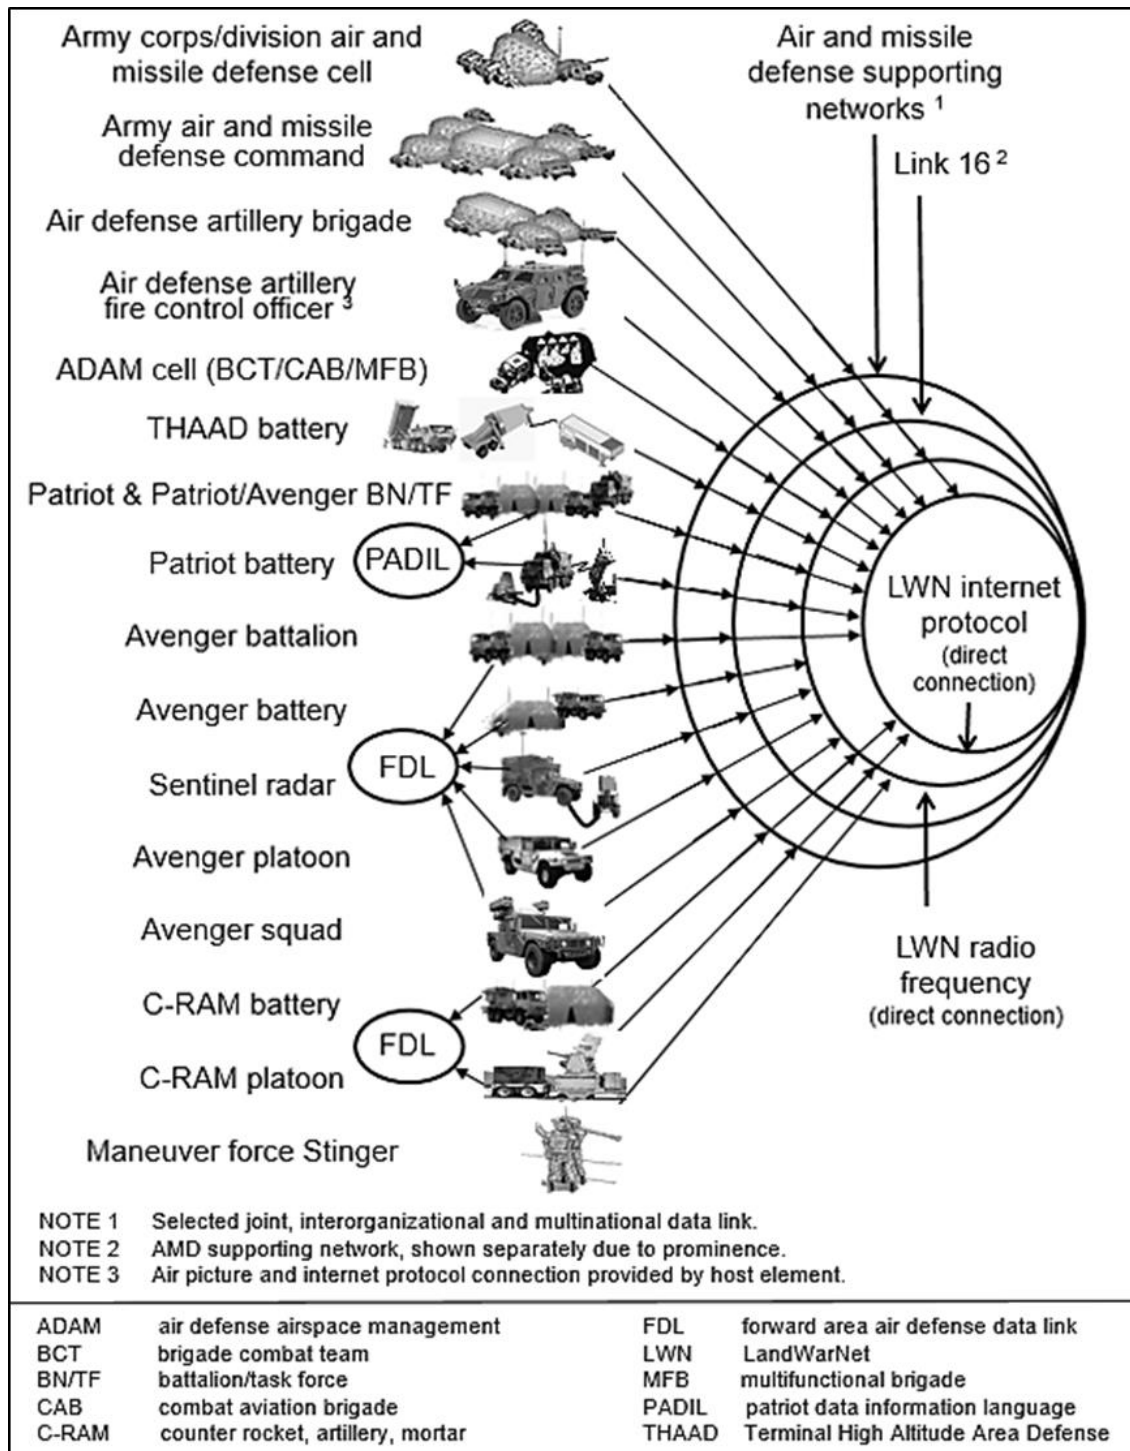 Army corps/division air and
missile defense cell
Army air and missile
defense command
Air defense artillery brigade
Air defense artillery
fire control officer 3
ADAM cell (BCT/CAB/MFB)
THAAD battery
Patriot & Patriot/Avenger BN/TF
Patriot battery
PADIL
Avenger battalion
Avenger battery
FDL
Sentinel radar
Avenger platoon
Avenger squad
C-RAM battery
FDL
C-RAM platoon
Maneuver force Stinger
Air and missile
defense supporting
networks 1
Link 16 2
LWN internet
protocol
(direct
connection)
LWN radio
frequency
(direct connection)
NOTE 1 Selected joint, interorganizational and multinational data link.
NOTE 2 AMD supporting network, shown separately due to prominence.
NOTE 3 Air picture and internet protocol connection provided by host element.
ADAM air defense airspace management
BCT brigade combat team
BN/TF battalion/task force
CAB combat aviation brigade
C-RAM counter rocket, artillery, mortar
FDL forward area air defense data link
LWN LandWarNet
MFB multifunctional brigade
PADIL patriot data information language
THAAD Terminal High Altitude Area Defense